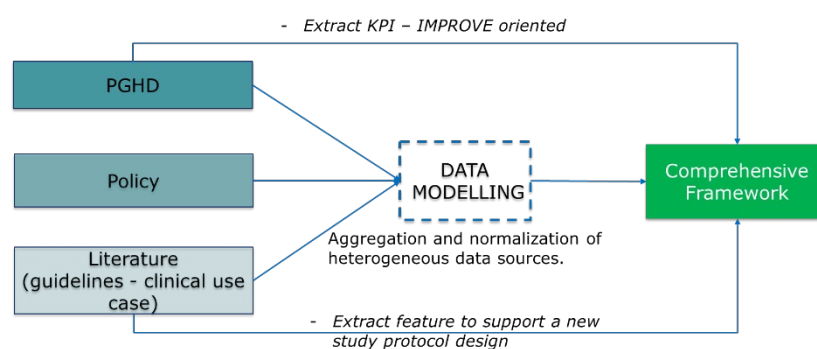 - Extract KPI – IMPROVE oriented
PGHD
Policy
Literature
(guidelines - clinical use
case)
DATA
MODELLING
Aggregation and normalization of
heterogeneous data sources.
Comprehensive
Framework
- Extract feature to support a new
study protocol design